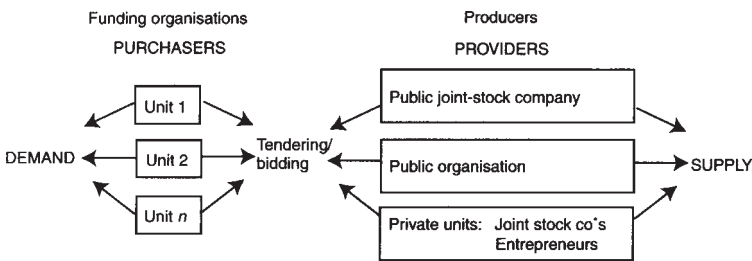 Funding organisations
PURCHASERS
Producers
PROVIDERS
DEMAND
Unit 1
Unit 2
Unit n
Tendering/
bidding
Public joint-stock company
Public organisation
Private units: Joint stock co*s
Entrepreneurs
SUPPLY